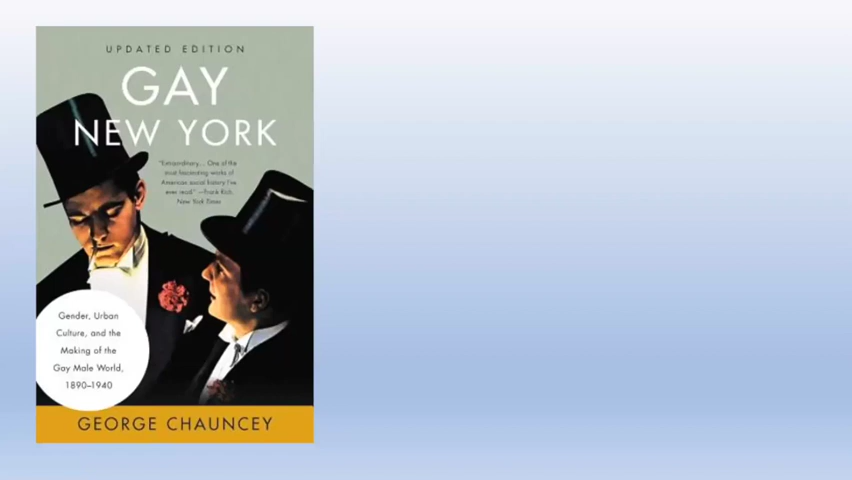 UPDATED EDITION
GAY
NEW YORK
"Extraordinary... One of the
most fascinating works of
American social history I've
ever read." —Frank Rich,
New York Times
Gender, Urban
Culture, and the
Making of the
Gay Male World,
1890–1940
GEORGE CHAUNCEY